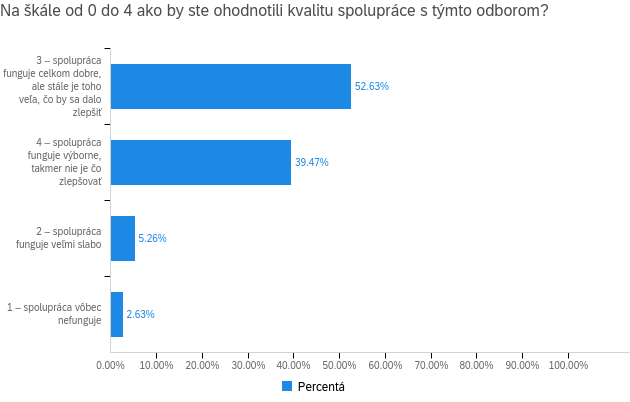 Na škále od 0 do 4 ako by ste ohodnotili kvalitu spolupráce s týmto odborom?
3 – spolupráca
funguje celkom dobre,
ale stále je toho
veľa, čo by sa dalo
zlepšiť
52.63%
4 – spolupráca
funguje výborne,
takmer nie je čo
zlepšovať
39.47%
2 – spolupráca
funguje veľmi slabo
5.26%
1 – spolupráca vôbec
nefunguje
2.63%
0.00% 10.00% 20.00% 30.00% 40.00% 50.00% 60.00% 70.00% 80.00% 90.00% 100.00%
Percentá